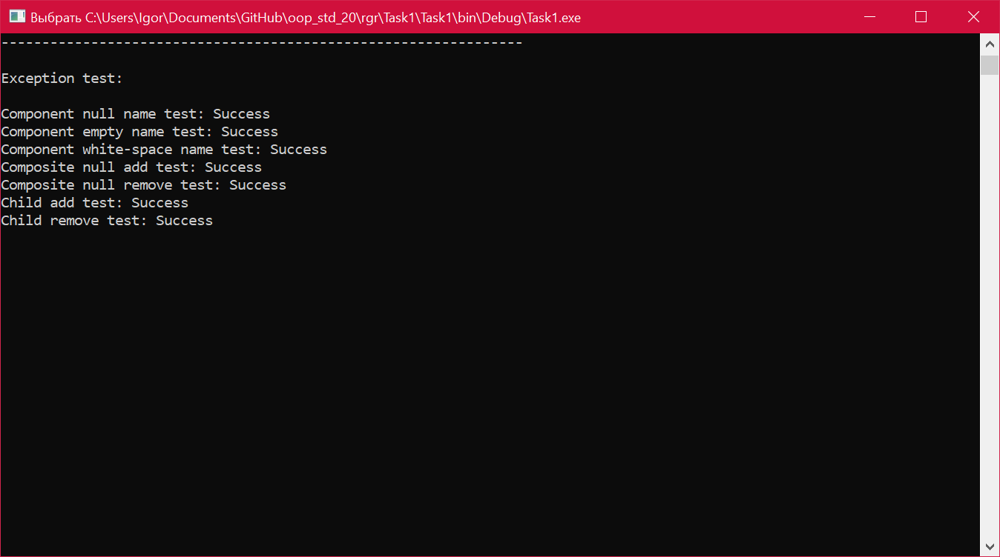 Выбрать C:\Users\Igor\Documents\GitHub\oop_std_20\rgr\Task1\Task1\bin\Debug\Task1.exe
----------------------------------------------------------------
Exception test:
Component null name test: Success
Component empty name test: Success
Component white-space name test: Success
Composite null add test: Success
Composite null remove test: Success
Child add test: Success
Child remove test: Success